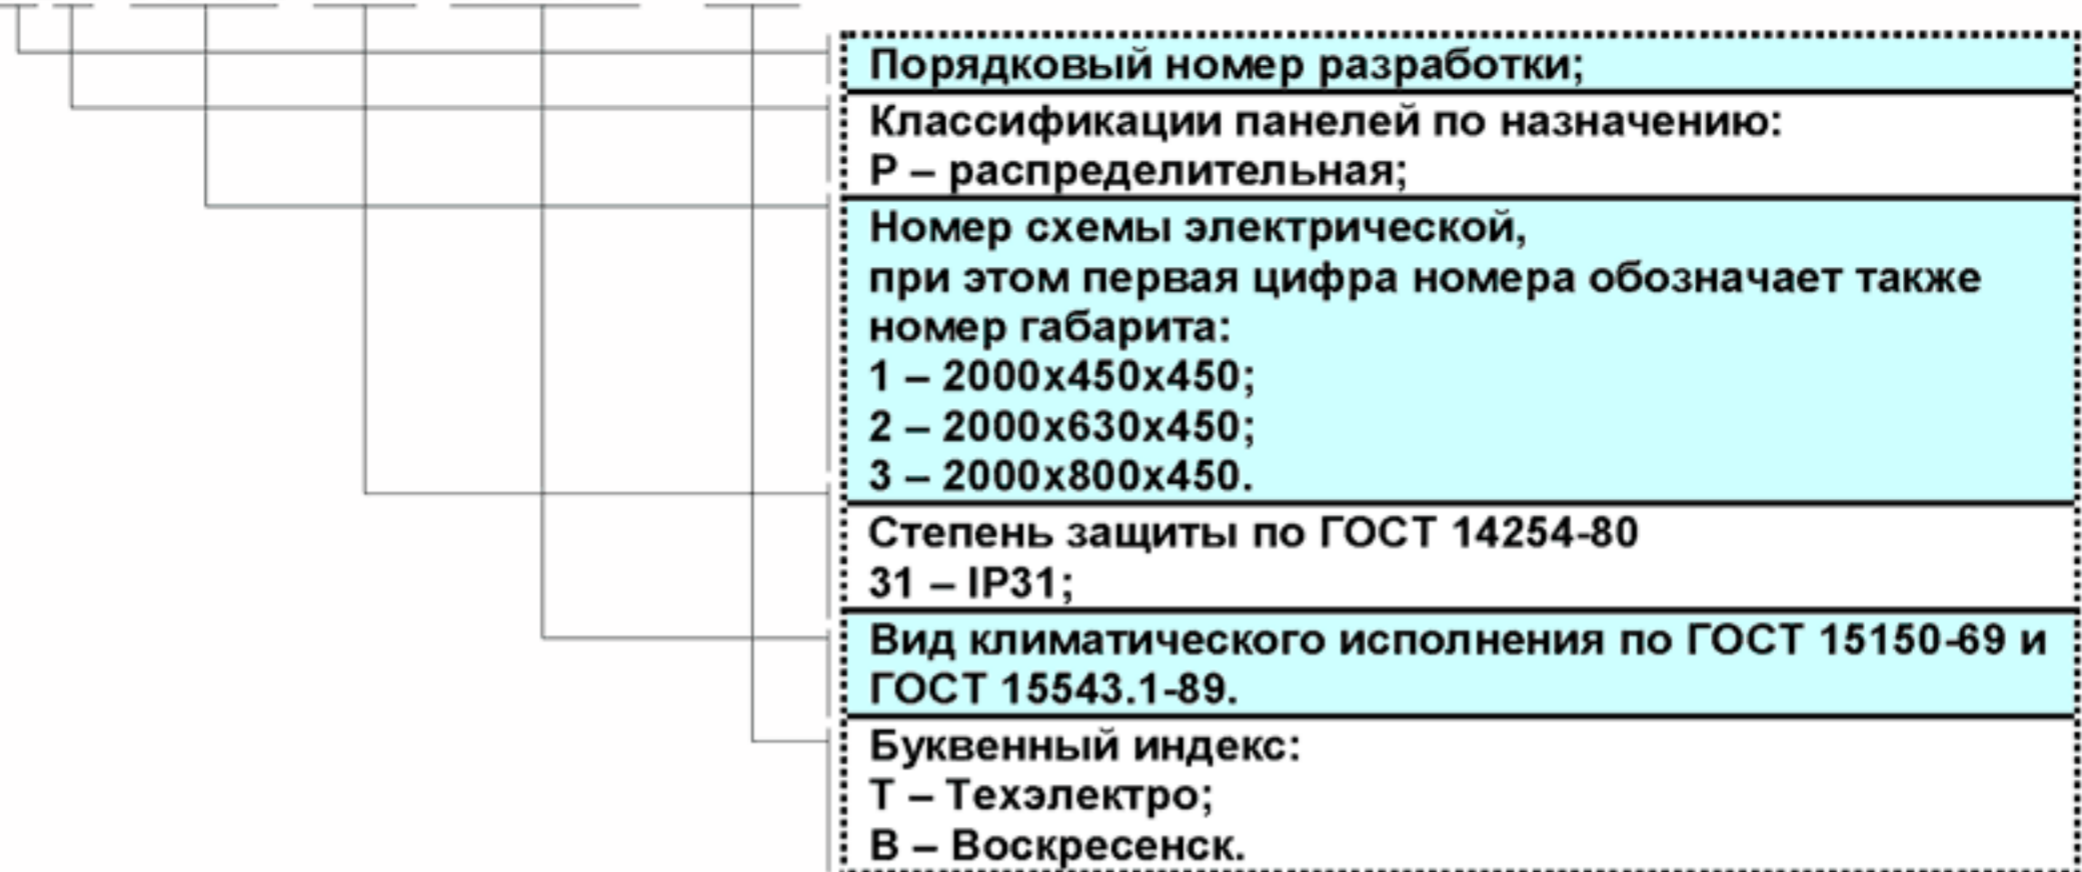 Порядковый номер разработки;
Классификации панелей по назначению:
Р – распределительная;
Номер схемы электрической,
при этом первая цифра номера обозначает также
номер габарита:
1 – 2000х450х450;
2 – 2000х630х450;
3 – 2000х800х450.
Степень защиты по ГОСТ 14254-80
31 – IP31;
Вид климатического исполнения по ГОСТ 15150-69 и
ГОСТ 15543.1-89.
Буквенный индекс:
Т – Техэлектро;
В – Воскресенск.